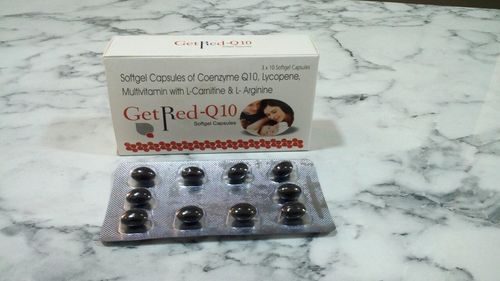 GetRed-Q10
3 x 10 Softgel Capsules
Softgel Capsules of Coenzyme Q10, Lycopene,
Multivitamin with L-Carnitine & L- Arginine
GetRed-Q10
Softgel Capsules